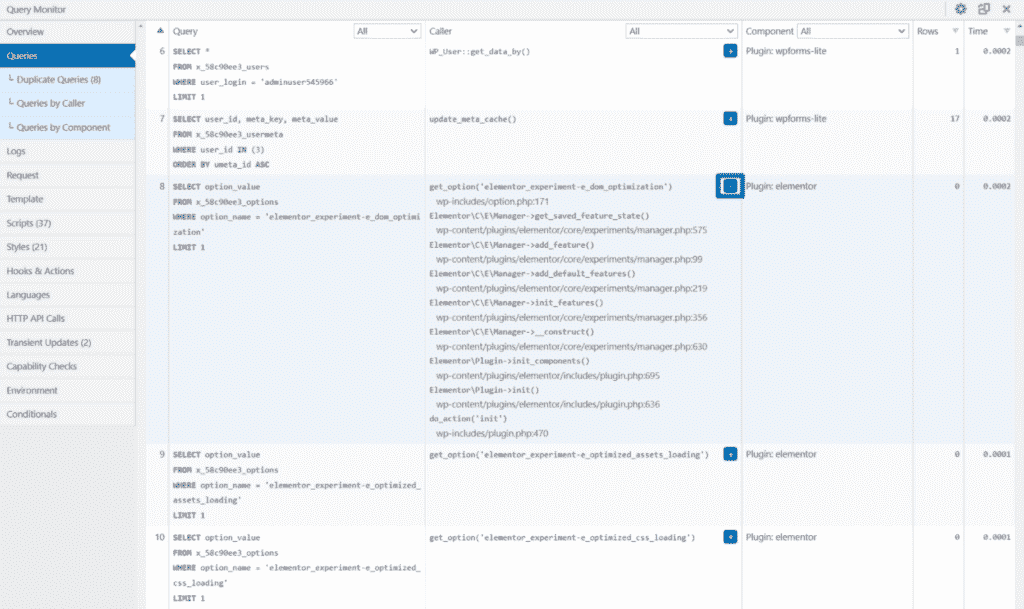 Query Monitor
Overview
Queries
└ Duplicate Queries (8)
└ Queries by Caller
└ Queries by Component
Logs
Request
Template
Scripts (37)
Styles (21)
Hooks & Actions
Languages
HTTP API Calls
Transient Updates (2)
Capability Checks
Environment
Conditionals
Query All Caller All Component All Rows Time
6 SELECT * WP_User::get_data_by() + Plugin: wpforms-lite 1 0.0002
FROM x_58c90ee3_users
WHERE user_login = 'adminuser545966'
LIMIT 1
7 SELECT user_id, meta_key, meta_value update_meta_cache() + Plugin: wpforms-lite 17 0.0002
FROM x_58c90ee3_usermeta
WHERE user_id IN (3)
ORDER BY umeta_id ASC
8 SELECT option_value get_option('elementor_experiment-e_dom_optimization') - Plugin: elementor 0 0.0002
FROM x_58c90ee3_options
WHERE option_name = 'elementor_experiment-e_dom_optimi
zation'
LIMIT 1
wp-includes/option.php:171
Elementor\C\E\Manager->get_saved_feature_state()
wp-content/plugins/elementor/core/experiments/manager.php:575
Elementor\C\E\Manager->add_feature()
wp-content/plugins/elementor/core/experiments/manager.php:99
Elementor\C\E\Manager->add_default_features()
wp-content/plugins/elementor/core/experiments/manager.php:219
Elementor\C\E\Manager->init_features()
wp-content/plugins/elementor/core/experiments/manager.php:356
Elementor\C\E\Manager->__construct()
wp-content/plugins/elementor/core/experiments/manager.php:630
Elementor\Plugin->init_components()
wp-content/plugins/elementor/includes/plugin.php:695
Elementor\Plugin->init()
wp-content/plugins/elementor/includes/plugin.php:636
do_action('init')
wp-includes/plugin.php:470
9 SELECT option_value get_option('elementor_experiment-e_optimized_assets_loading') + Plugin: elementor 0 0.0001
FROM x_58c90ee3_options
WHERE option_name = 'elementor_experiment-e_optimized_
assets_loading'
LIMIT 1
10 SELECT option_value get_option('elementor_experiment-e_optimized_css_loading') + Plugin: elementor 0 0.0001
FROM x_58c90ee3_options
WHERE option_name = 'elementor_experiment-e_optimized_
css_loading'
LIMIT 1